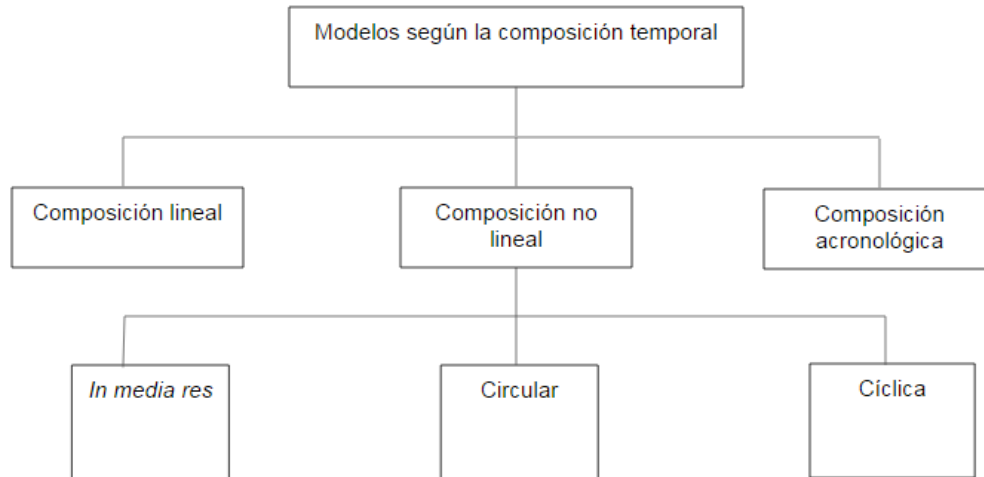 Modelos según la composición temporal
Composición lineal
Composición no
lineal
Composición
acronológica
In media res
Circular
Cíclica